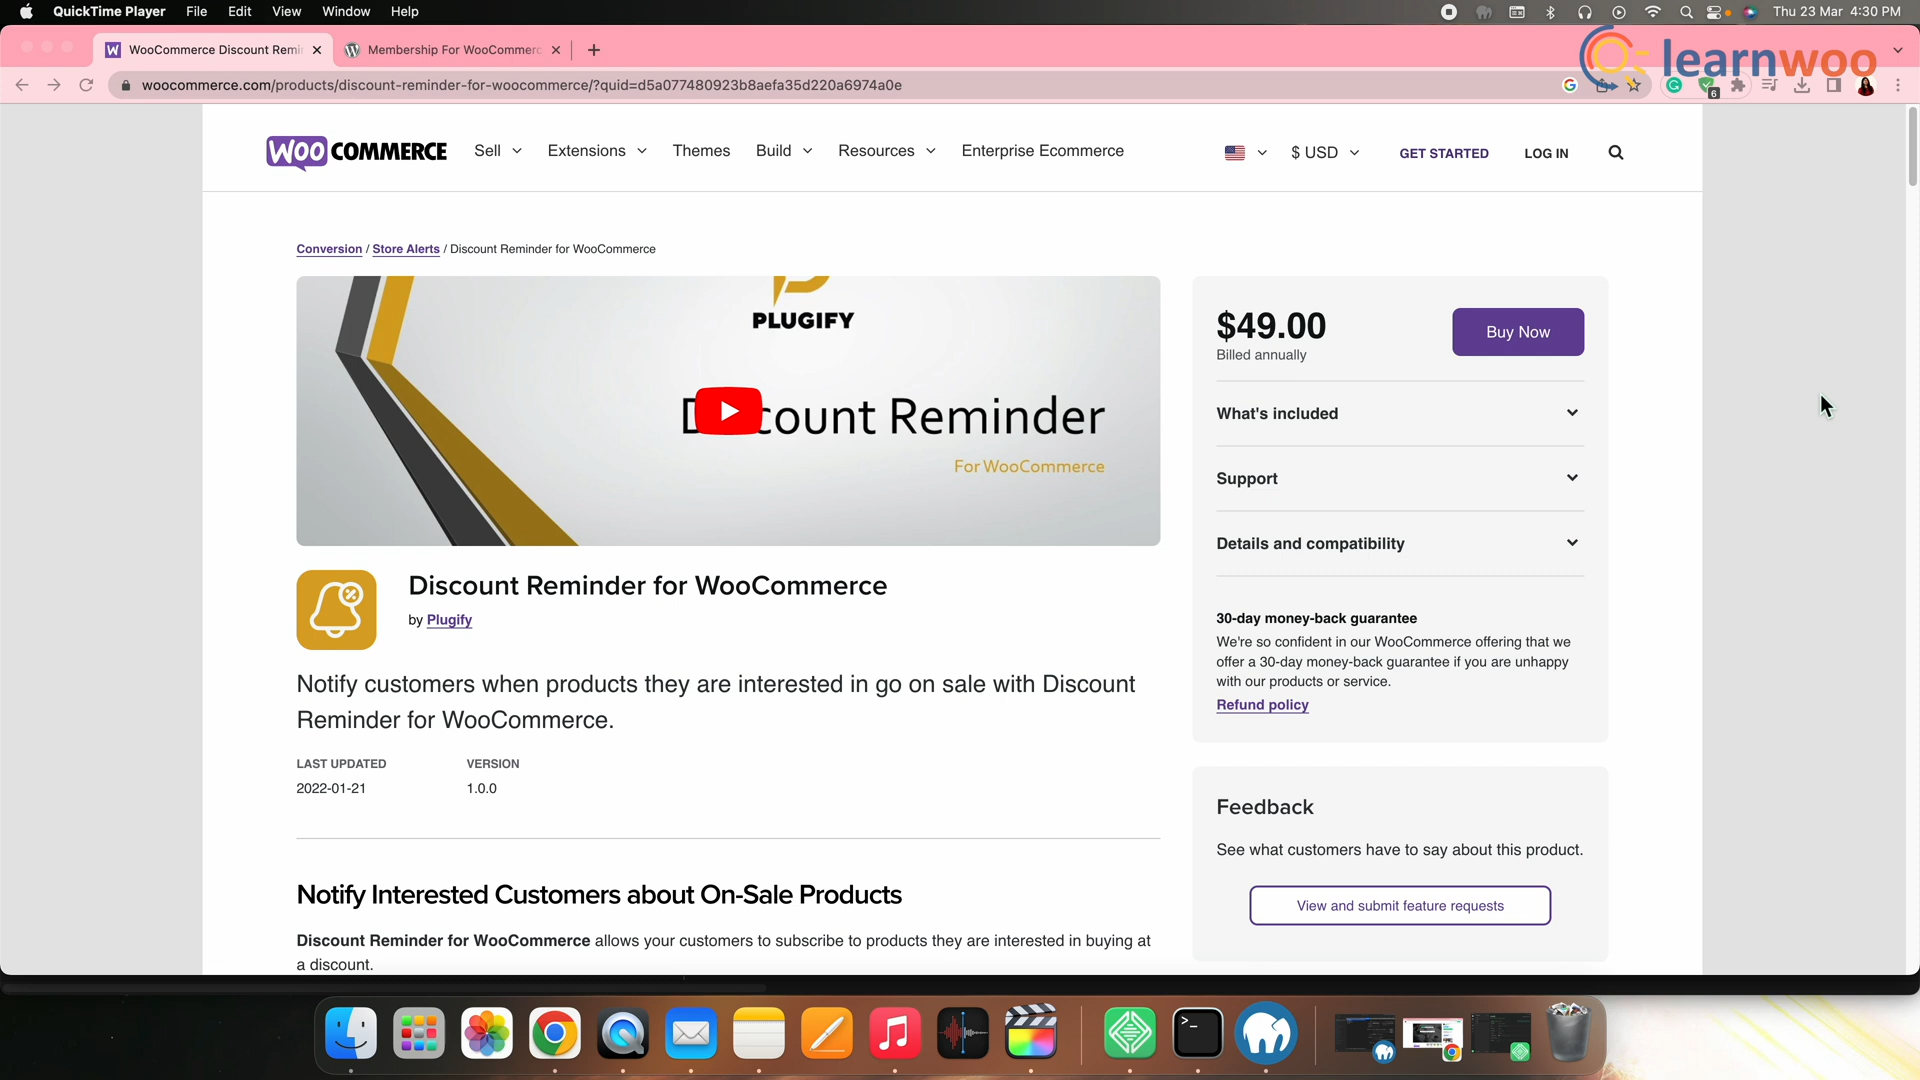 QuickTime Player File Edit View Window Help Thu 23 Mar 4:30 PM
WooCommerce Discount Remi
Membership For WooCommerc
learnwoo
woocommerce.com/products/discount-reminder-for-woocommerce/?quid=d5a077480923b8aefa35d220a6974a0e
6
WOO COMMERCE Sell Extensions Themes Build Resources Enterprise Ecommerce $ USD GET STARTED LOG IN
Conversion / Store Alerts / Discount Reminder for WooCommerce
PLUGIFY
count Reminder
For WooCommerce
$49.00
Billed annually
Buy Now
What's included
Support
Details and compatibility
30-day money-back guarantee
We're so confident in our WooCommerce offering that we
offer a 30-day money-back guarantee if you are unhappy
with our products or service.
Refund policy
Discount Reminder for WooCommerce
by Plugify
Notify customers when products they are interested in go on sale with Discount
Reminder for WooCommerce.
LAST UPDATED VERSION
2022-01-21 1.0.0
Feedback
See what customers have to say about this product.
View and submit feature requests
Notify Interested Customers about On-Sale Products
Discount Reminder for WooCommerce allows your customers to subscribe to products they are interested in buying at
a discount.